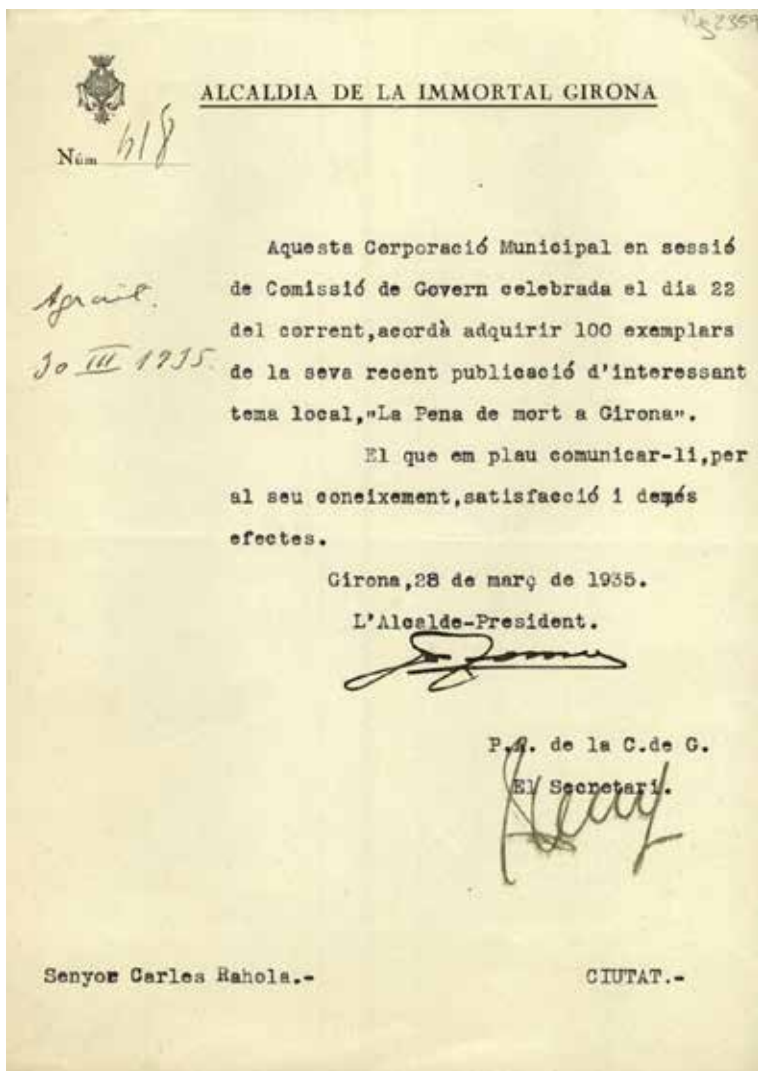 ALCALDIA DE LA IMMORTAL GIRONA
Núm 618
Aquesta Corporació Municipal en sessió
de Comissió de Govern celebrada el dia 22
del corrent,acordà adquirir 100 exemplars
de la seva recent publicació d'interessant
tema local,"La Pena de mort a Girona".
El que em plau comunicar-li,per
al seu coneixement,satisfacció i demés
efectes.
30 III 1935.
Girona,28 de març de 1935.
L'Alcalde-President.
P.A. de la C.de G.
El Secretari.
Senyor Carles Rahola.- CIUTAT.-